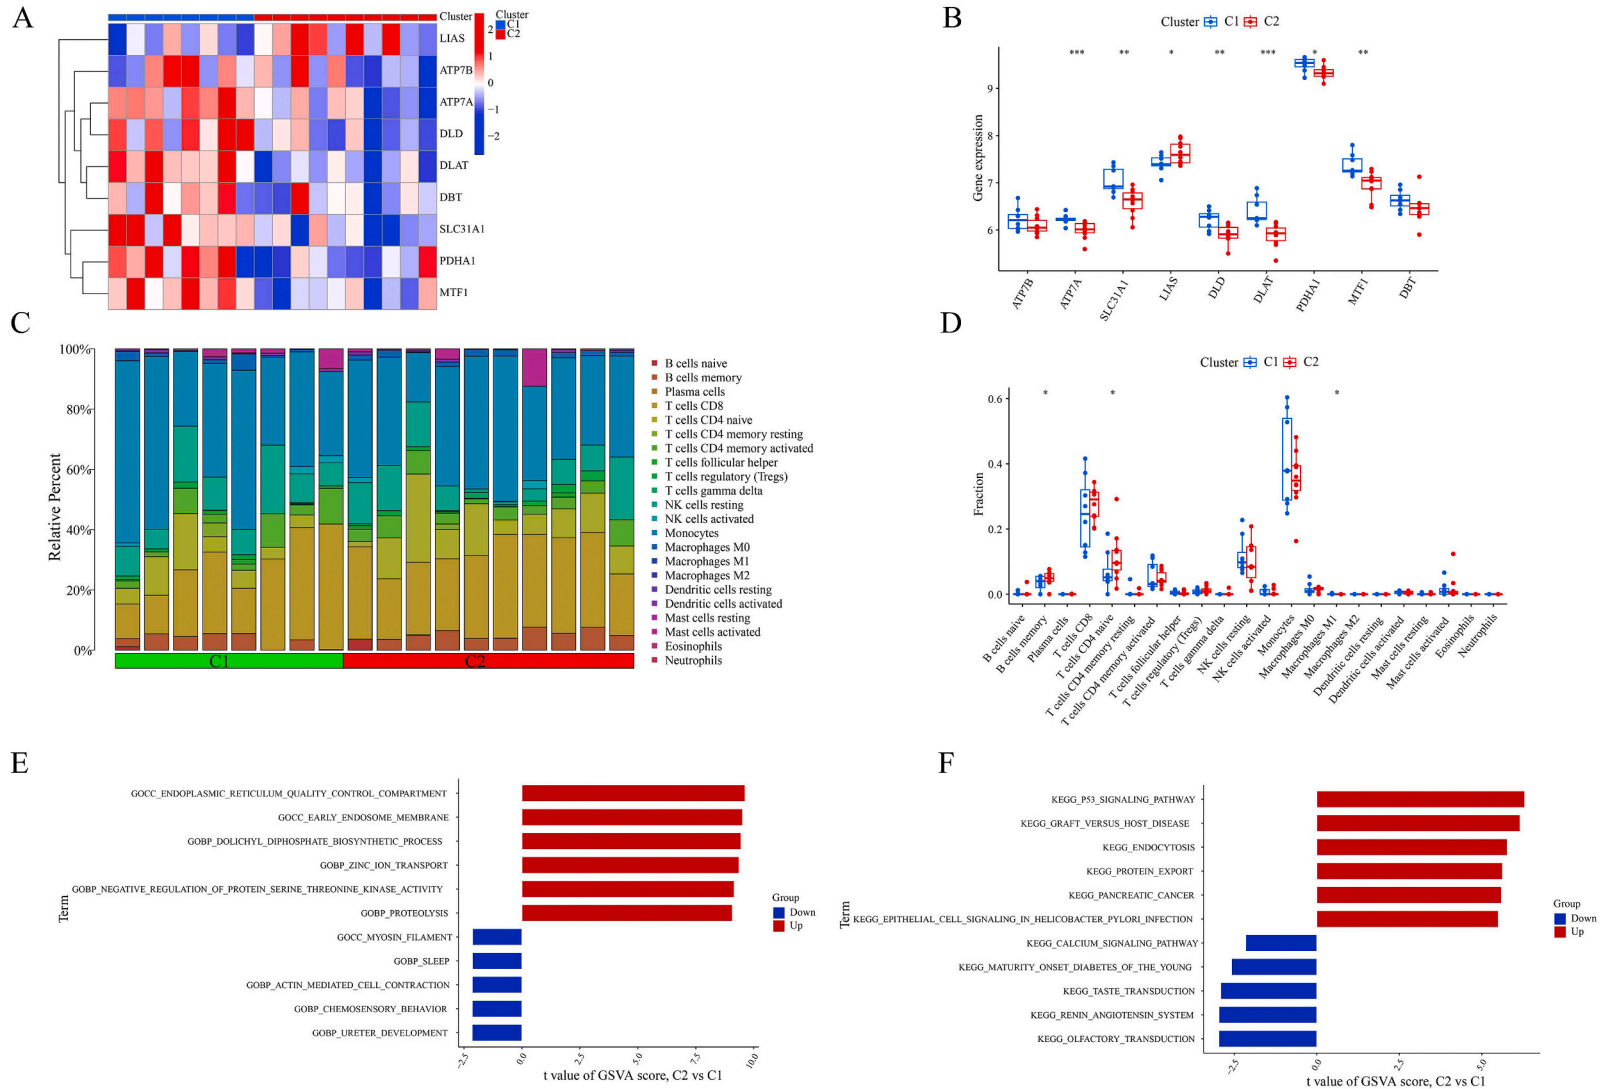 A
Cluster
Cluster
C1
C2
2
1
0
−1
−2
LIAS
ATP7B
ATP7A
DLD
DLAT
DBT
SLC31A1
PDHA1
MTF1
B
Cluster C1 C2
*** ** * ** *** * **
Gene expression
9
8
7
6
ATP7B
ATP7A
SLC31A1
LIAS
DLD
DLAT
PDHA1
MTF1
DBT
C
Relative Percent
100%
80%
60%
40%
20%
0%
C1
C2
B cells naive
B cells memory
Plasma cells
T cells CD8
T cells CD4 naive
T cells CD4 memory resting
T cells CD4 memory activated
T cells follicular helper
T cells regulatory (Tregs)
T cells gamma delta
NK cells resting
NK cells activated
Monocytes
Macrophages M0
Macrophages M1
Macrophages M2
Dendritic cells resting
Dendritic cells activated
Mast cells resting
Mast cells activated
Eosinophils
Neutrophils
D
Cluster C1 C2
* * *
Fraction
0.6
0.4
0.2
0.0
B cells naive
B cells memory
Plasma cells
T cells CD8
T cells CD4 naive
T cells CD4 memory resting
T cells CD4 memory activated
T cells follicular helper
T cells regulatory (Tregs)
T cells gamma delta
NK cells resting
NK cells activated
Monocytes
Macrophages M0
Macrophages M1
Macrophages M2
Dendritic cells resting
Dendritic cells activated
Mast cells resting
Mast cells activated
Eosinophils
Neutrophils
E
Term
GOCC_ENDOPLASMIC_RETICULUM_QUALITY_CONTROL_COMPARTMENT
GOCC_EARLY_ENDOSOME_MEMBRANE
GOBP_DOLICHYL_DIPHOSPHATE_BIOSYNTHETIC_PROCESS
GOBP_ZINC_ION_TRANSPORT
GOBP_NEGATIVE_REGULATION_OF_PROTEIN_SERINE_THREONINE_KINASE_ACTIVITY
GOBP_PROTEOLYSIS
GOCC_MYOSIN_FILAMENT
GOBP_SLEEP
GOBP_ACTIN_MEDIATED_CELL_CONTRACTION
GOBP_CHEMOSENSORY_BEHAVIOR
GOBP_URETER_DEVELOPMENT
-2.5
0.0
2.5
5.0
7.5
10.0
t value of GSVA score, C2 vs C1
Group
Down
Up
F
Term
KEGG_P53_SIGNALING_PATHWAY
KEGG_GRAFT_VERSUS_HOST_DISEASE
KEGG_ENDOCYTOSIS
KEGG_PROTEIN_EXPORT
KEGG_PANCREATIC_CANCER
KEGG_EPITHELIAL_CELL_SIGNALING_IN_HELICOBACTER_PYLORI_INFECTION
KEGG_CALCIUM_SIGNALING_PATHWAY
KEGG_MATURITY_ONSET_DIABETES_OF_THE_YOUNG
KEGG_TASTE_TRANSDUCTION
KEGG_RENIN_ANGIOTENSIN_SYSTEM
KEGG_OLFACTORY_TRANSDUCTION
-2.5
0.0
2.5
5.0
t value of GSVA score, C2 vs C1
Group
Down
Up